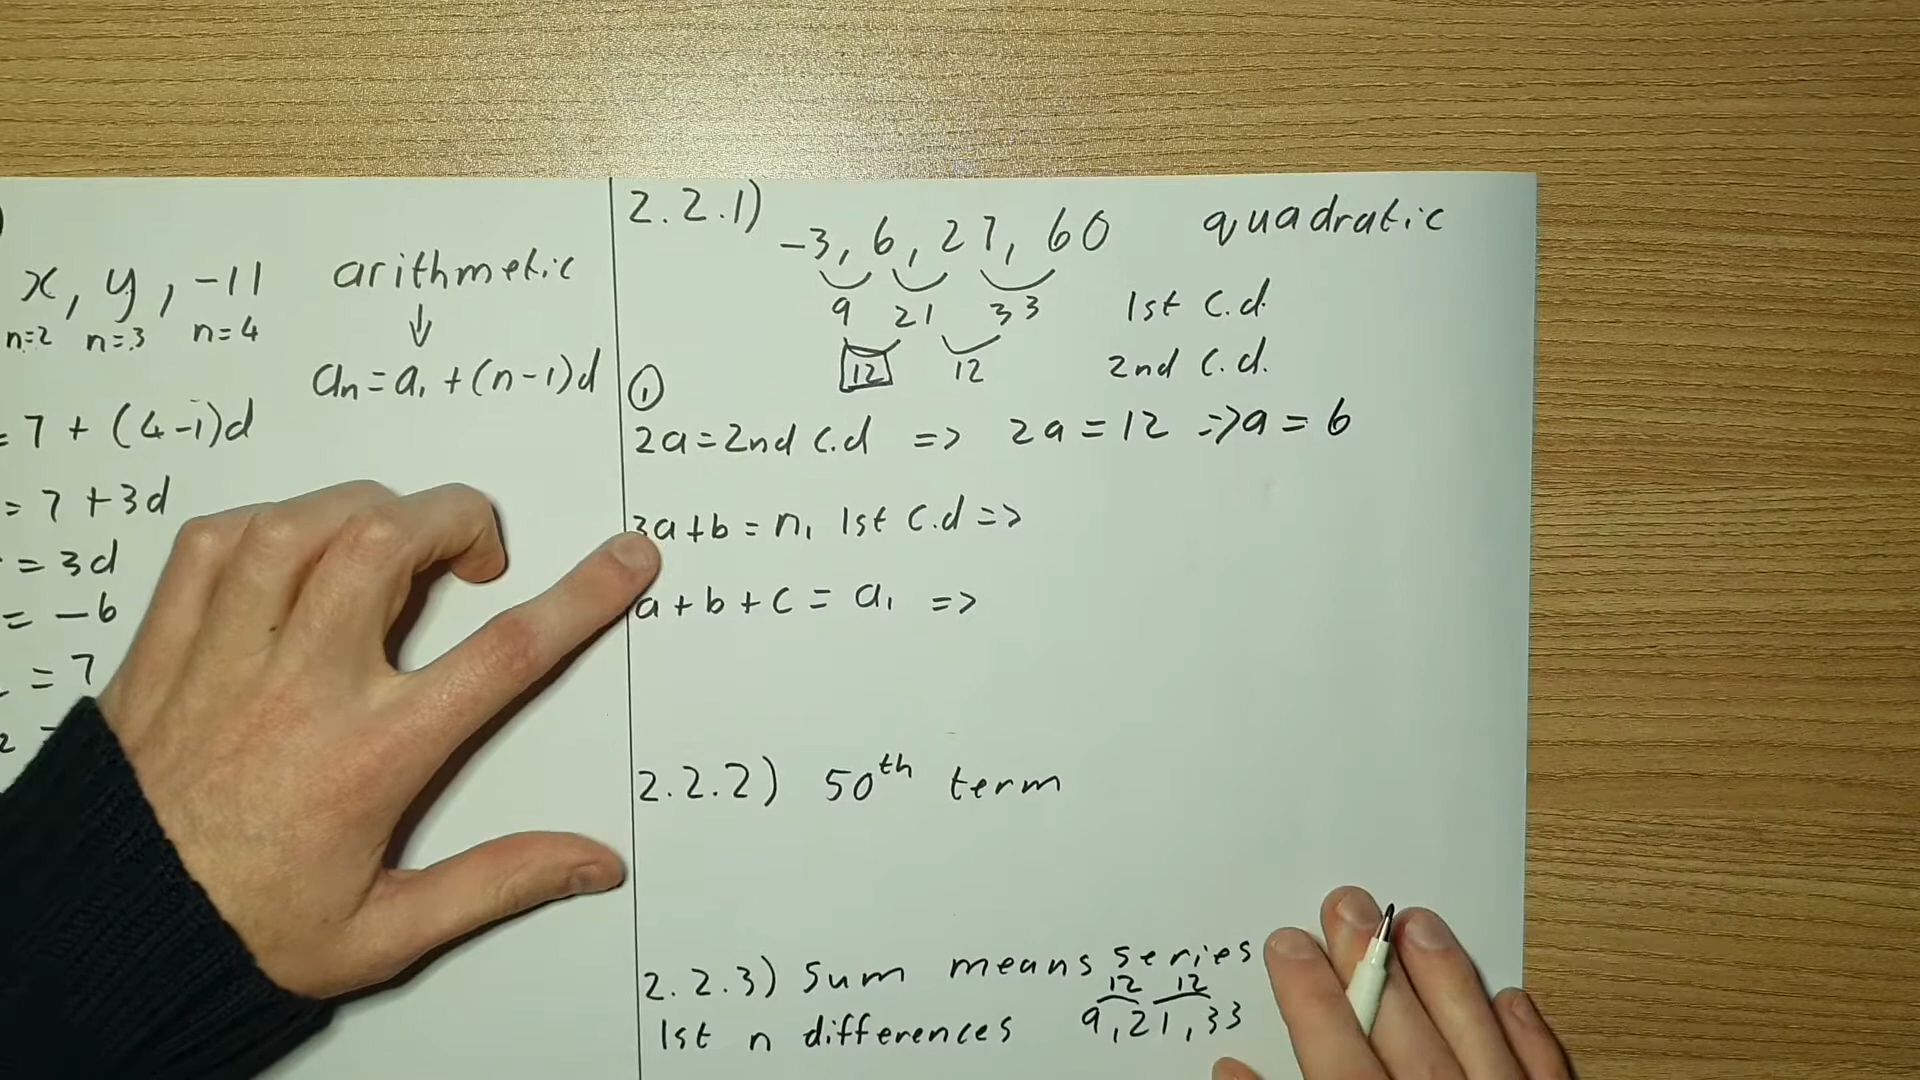 )
x, y, -11 arithmetic
n=2 n=3 n=4 ↓
aₙ = a₁ + (n-1)d
= 7 + (4-1)d
= 7 + 3d
= 3d
= -6
= 7
2
2.2.1) -3, 6, 27, 60 quadratic
9 21 33 1st C.d
12 12 2nd C.d.
①
2a = 2nd C.d => 2a = 12 => a = 6
3a + b = n₁ 1st C.d =>
a + b + c = a₁ =>
2.2.2) 50th term
2.2.3) Sum means series
12 12
1st n differences 9, 21, 33